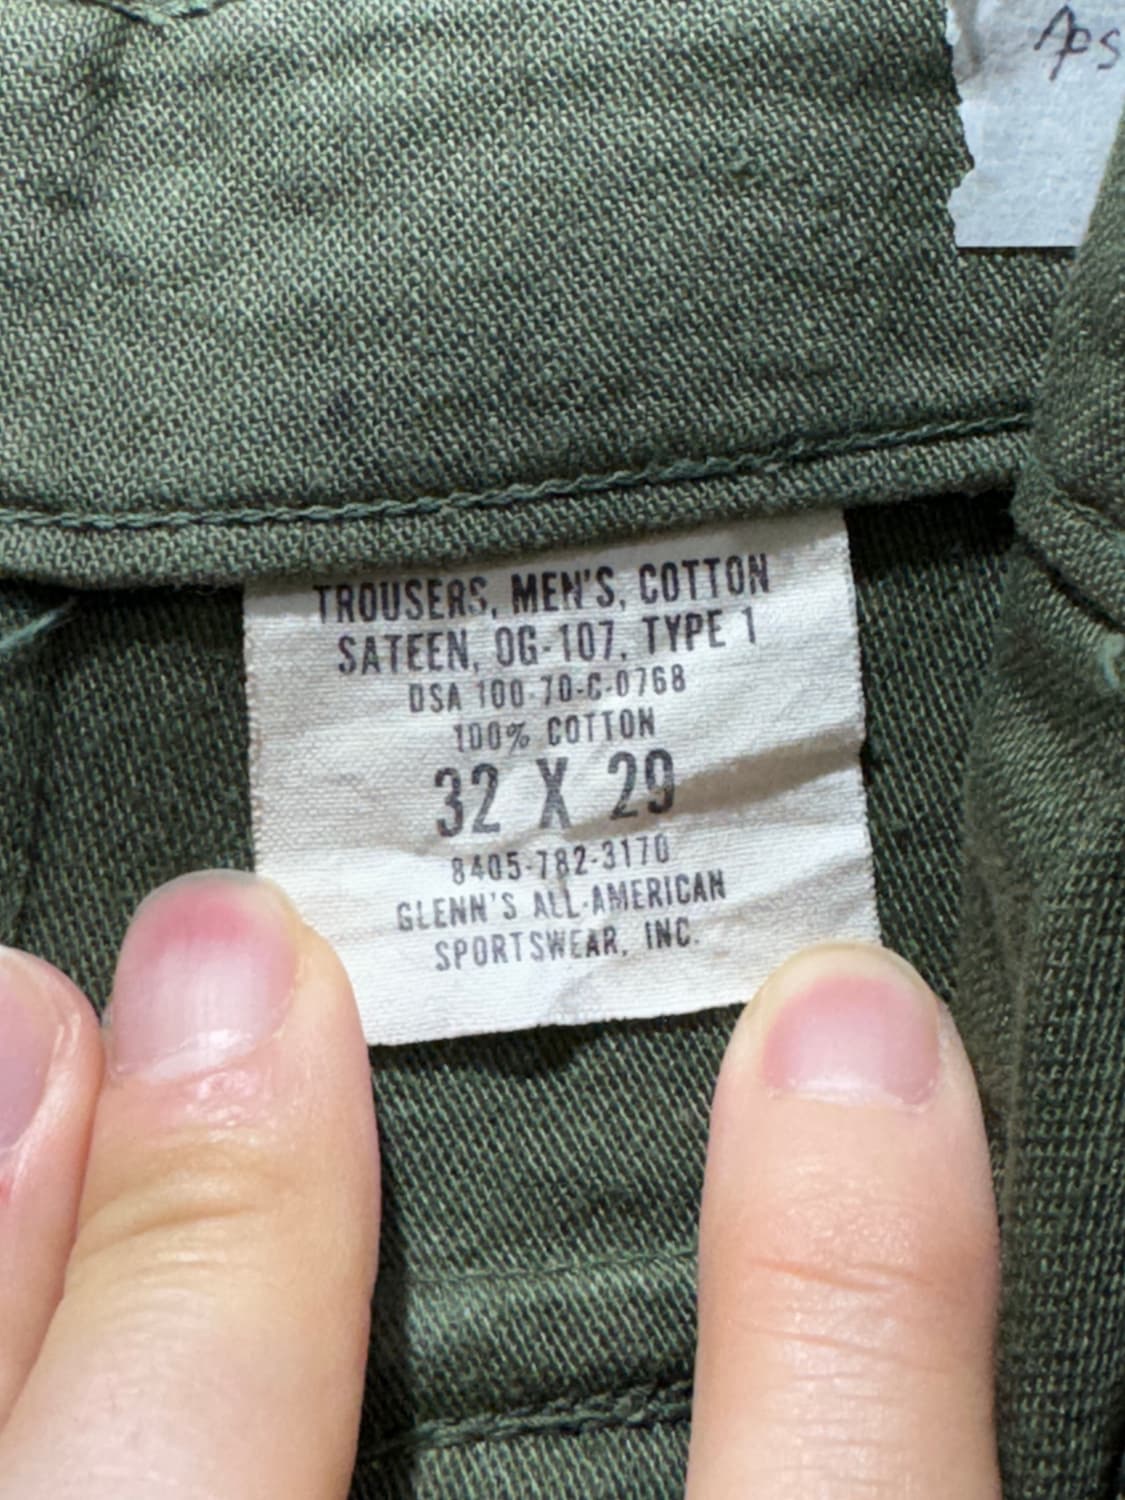 TROUSERS, MEN'S, COTTON
SATEEN, OG-107, TYPE 1
DSA 100-70-C-0768
100% COTTON
32 X 29
8405-782-3170
GLENN'S ALL-AMERICAN
SPORTSWEAR, INC.